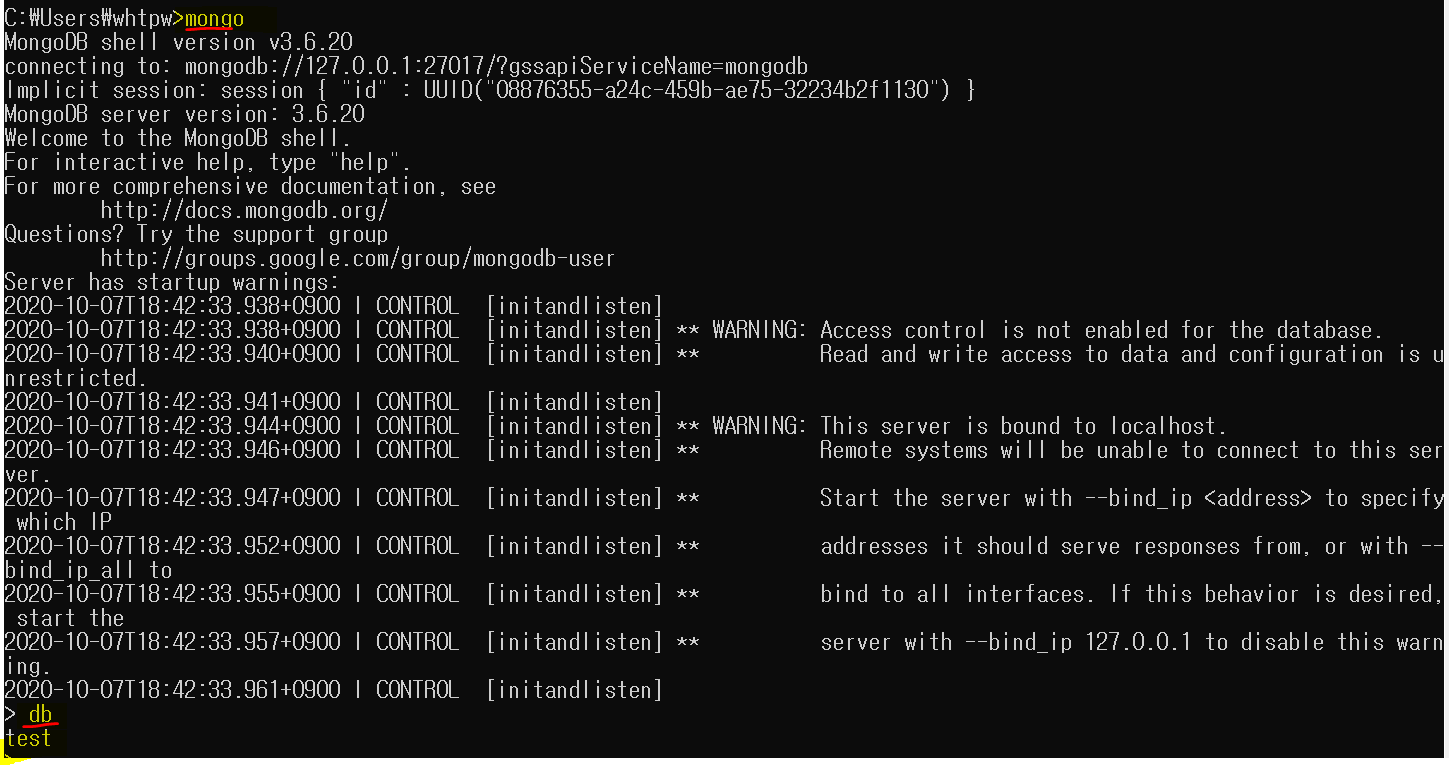 C:₩Users₩whtpw>mongo
MongoDB shell version v3.6.20
connecting to: mongodb://127.0.0.1:27017/?gssapiServiceName=mongodb
Implicit session: session { "id" : UUID("08876355-a24c-459b-ae75-32234b2f1130") }
MongoDB server version: 3.6.20
Welcome to the MongoDB shell.
For interactive help, type "help".
For more comprehensive documentation, see
        http://docs.mongodb.org/
Questions? Try the support group
        http://groups.google.com/group/mongodb-user
Server has startup warnings:
2020-10-07T18:42:33.938+0900 I CONTROL  [initandlisten]
2020-10-07T18:42:33.938+0900 I CONTROL  [initandlisten] ** WARNING: Access control is not enabled for the database.
2020-10-07T18:42:33.940+0900 I CONTROL  [initandlisten] **          Read and write access to data and configuration is u
nrestricted.
2020-10-07T18:42:33.941+0900 I CONTROL  [initandlisten]
2020-10-07T18:42:33.944+0900 I CONTROL  [initandlisten] ** WARNING: This server is bound to localhost.
2020-10-07T18:42:33.946+0900 I CONTROL  [initandlisten] **          Remote systems will be unable to connect to this ser
ver.
2020-10-07T18:42:33.947+0900 I CONTROL  [initandlisten] **          Start the server with --bind_ip <address> to specify
 which IP
2020-10-07T18:42:33.952+0900 I CONTROL  [initandlisten] **          addresses it should serve responses from, or with --
bind_ip_all to
2020-10-07T18:42:33.955+0900 I CONTROL  [initandlisten] **          bind to all interfaces. If this behavior is desired,
 start the
2020-10-07T18:42:33.957+0900 I CONTROL  [initandlisten] **          server with --bind_ip 127.0.0.1 to disable this warn
ing.
2020-10-07T18:42:33.961+0900 I CONTROL  [initandlisten]
> db
test